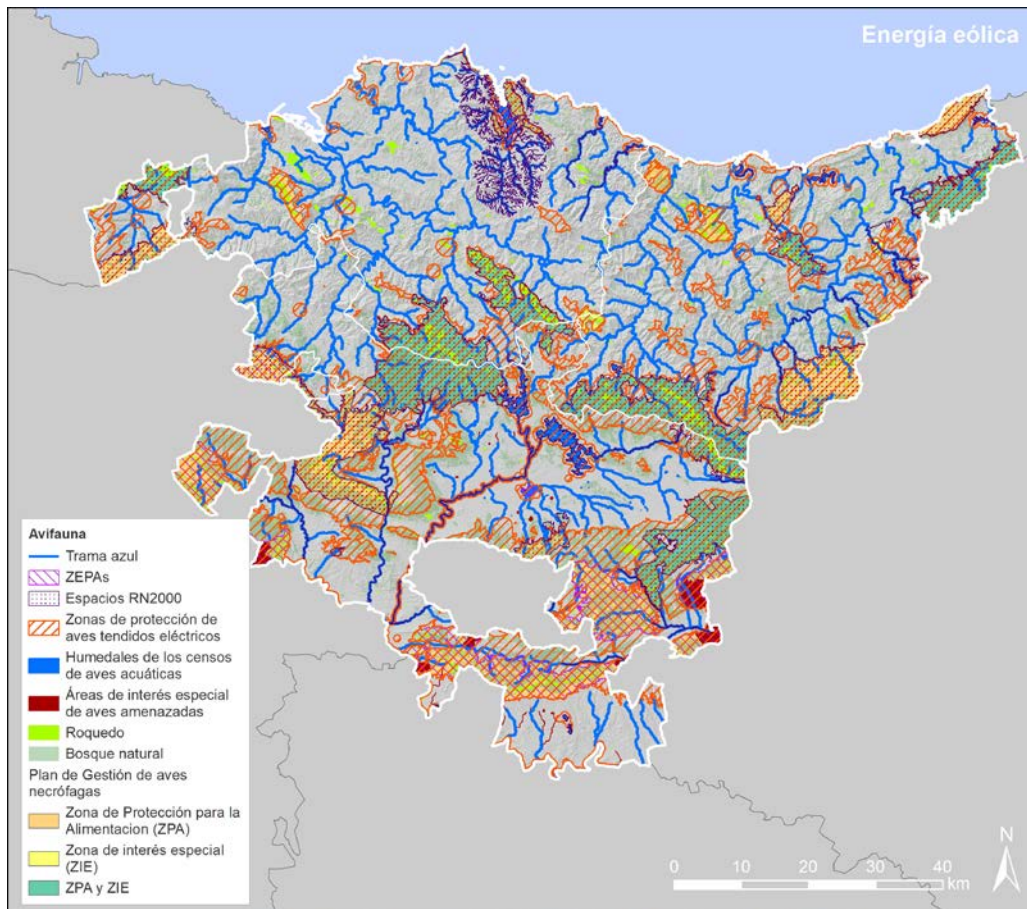 Energía eólica
Avifauna
Trama azul
ZEPAs
Espacios RN2000
Zonas de protección de
aves tendidos eléctricos
Humedales de los censos
de aves acuáticas
Áreas de interés especial
de aves amenazadas
Roquedo
Bosque natural
Plan de Gestión de aves
necrófagas
Zona de Protección para la
Alimentacion (ZPA)
Zona de interés especial
(ZIE)
ZPA y ZIE
N
0 10 20 30 40
km